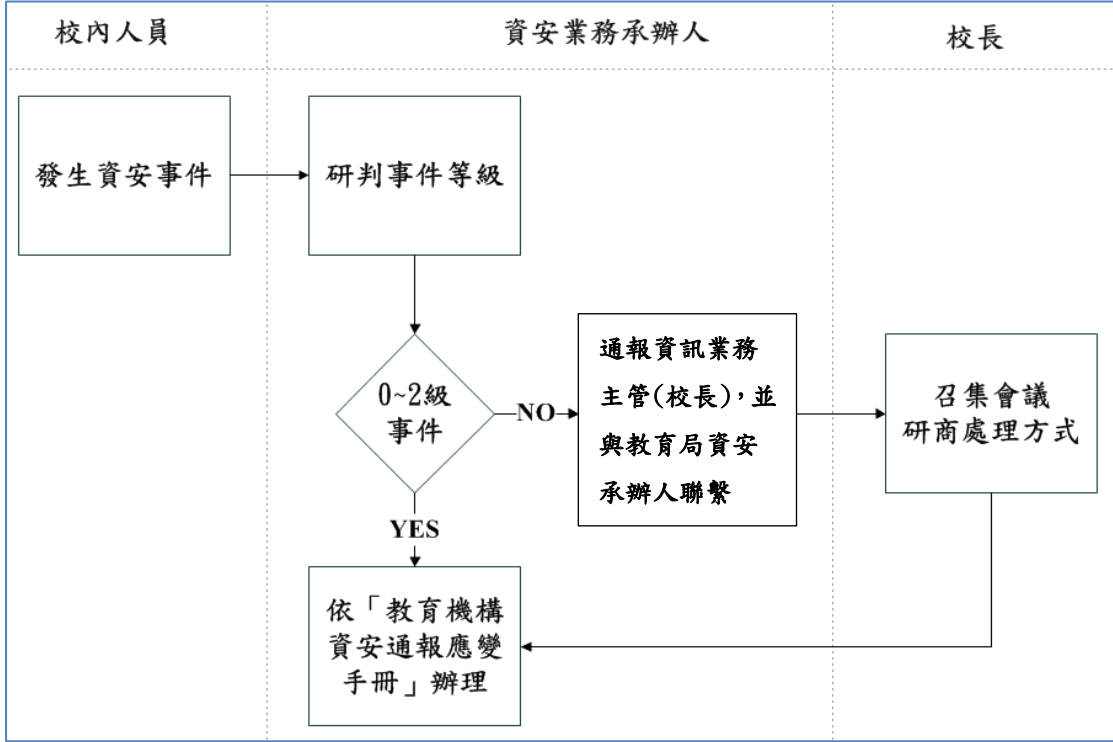 校內人員
資安業務承辦人
校長
發生資安事件
研判事件等級
0~2級
事件
NO
通報資訊業務
主管(校長)，並
與教育局資安
承辦人聯繫
召集會議
研商處理方式
YES
依「教育機構
資安通報應變
手冊」辦理